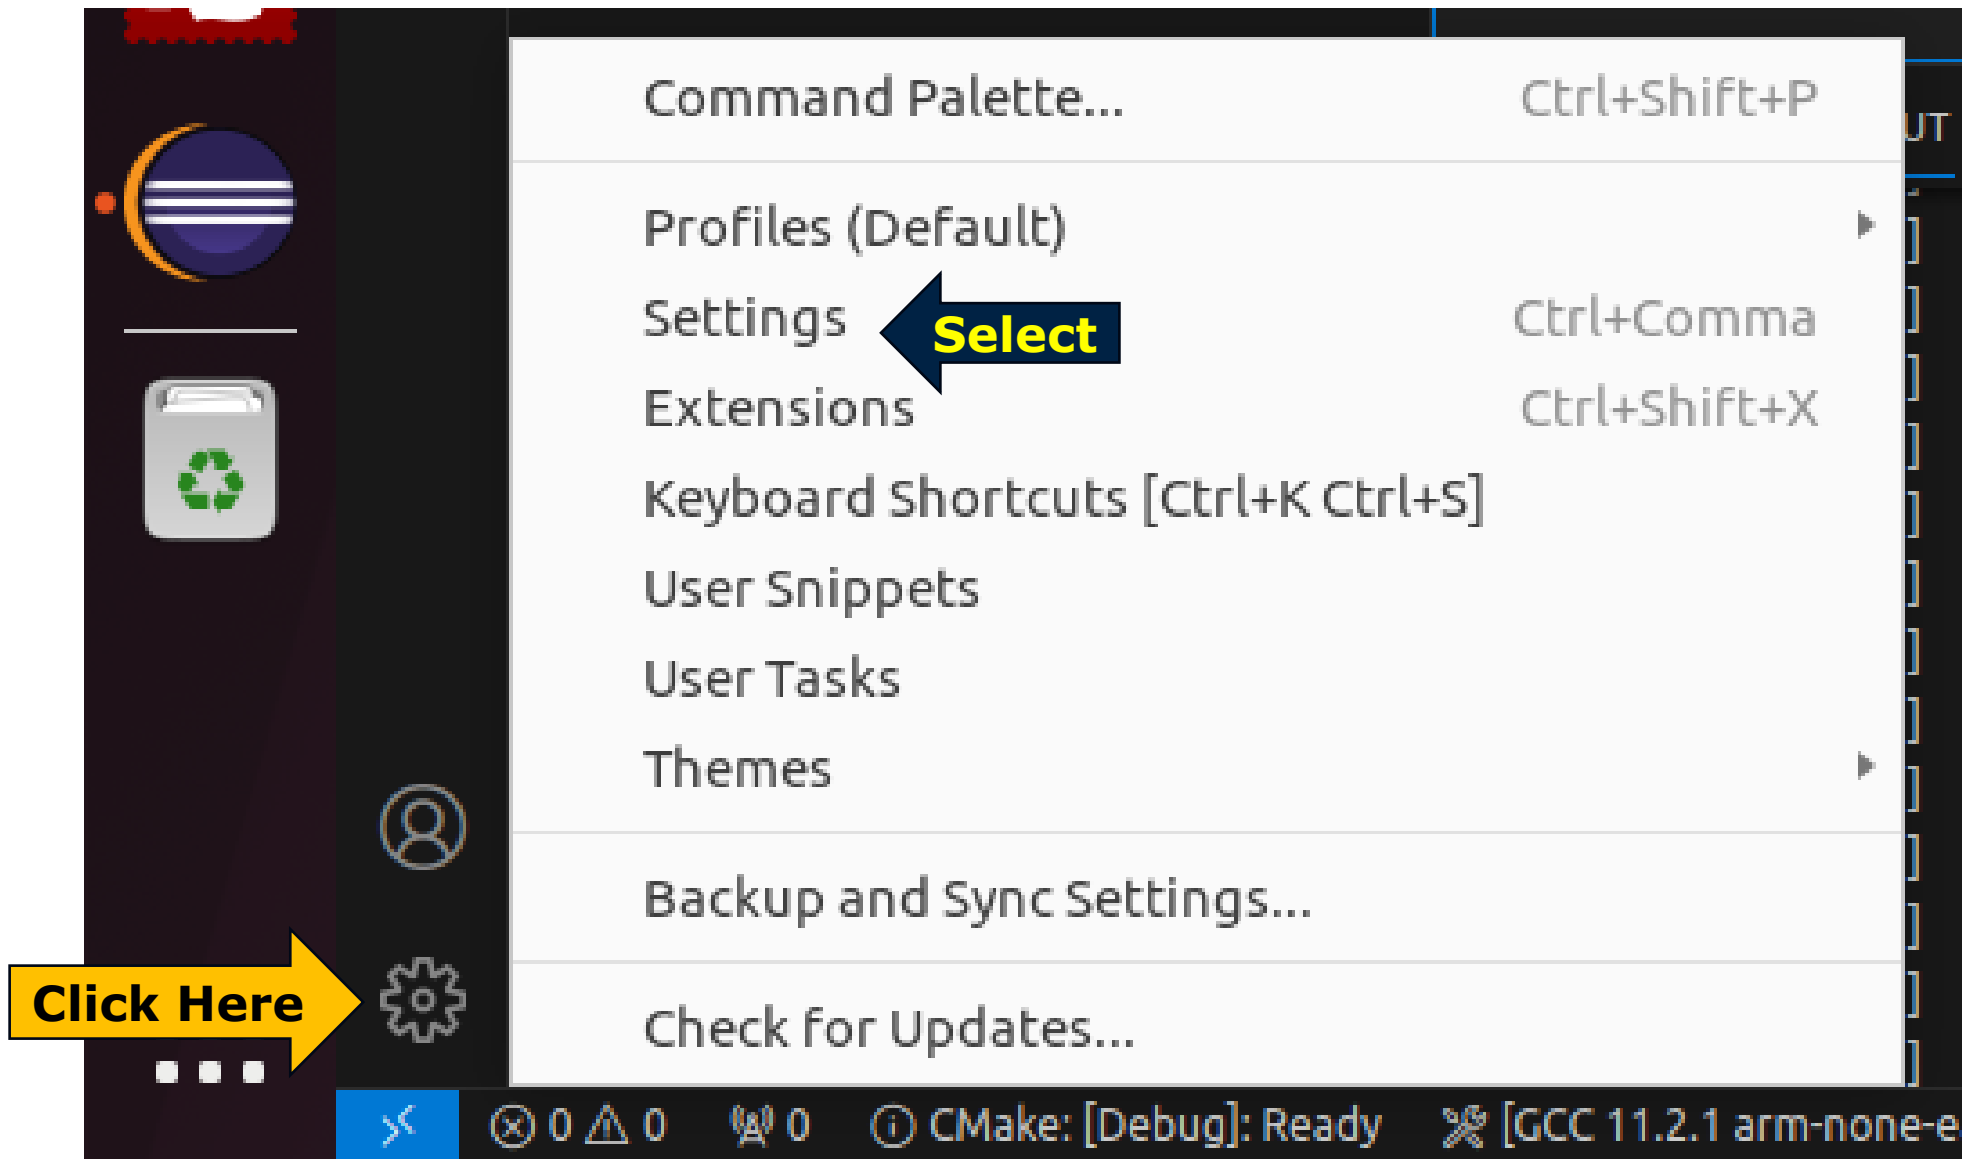 Command Palette... Ctrl+Shift+P
UT
Profiles (Default)
Settings Select Ctrl+Comma
Extensions Ctrl+Shift+X
Keyboard Shortcuts [Ctrl+K Ctrl+S]
User Snippets
User Tasks
Themes
Backup and Sync Settings...
Click Here
Check for Updates...
0 0 0 CMake: [Debug]: Ready [GCC 11.2.1 arm-none-e